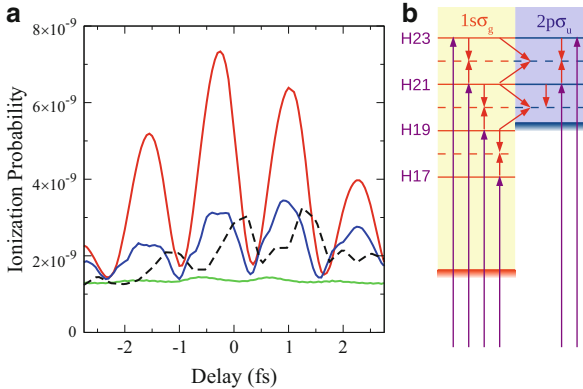 a
Ionization Probability
8×10⁻⁹
6×10⁻⁹
4×10⁻⁹
2×10⁻⁹
0
-2
-1
0
1
2
Delay (fs)
b
1sσg
2pσu
H23
H21
H19
H17